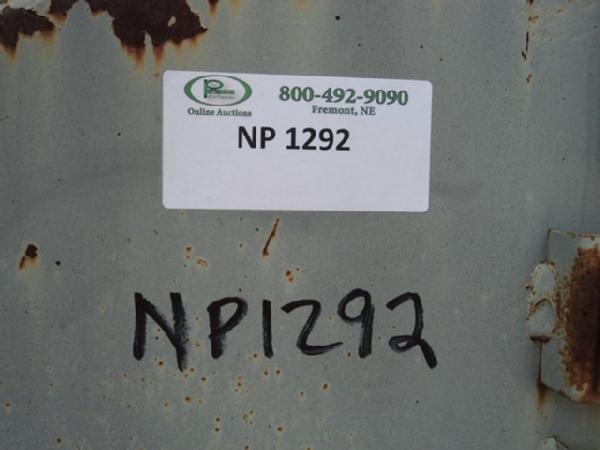 800-492-9090
Fremont, NE
Online Auctions
NP 1292
NP1292